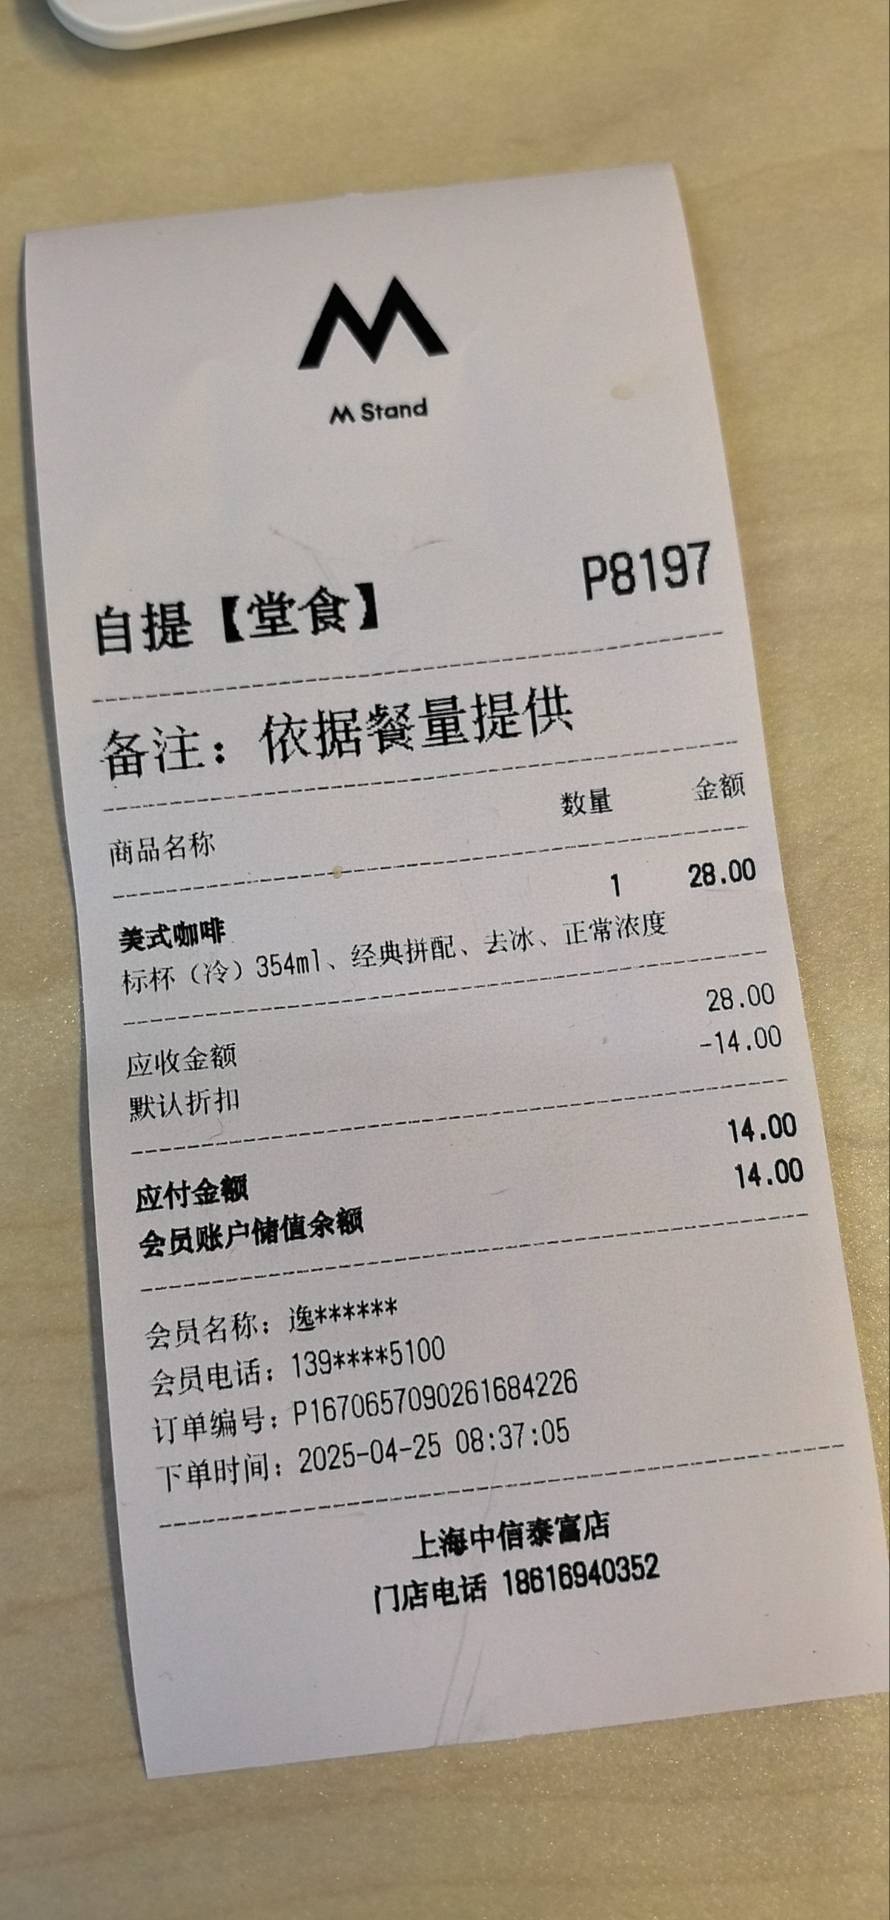 M Stand
自提【堂食】 P8197
备注：依据餐量提供
商品名称 数量 金额
美式咖啡 1 28.00
标杯（冷）354ml、经典拼配、去冰、正常浓度
应收金额 28.00
默认折扣 -14.00
应付金额 14.00
会员账户储值余额 14.00
会员名称：逸******
会员电话：139****5100
订单编号：P1670657090261684226
下单时间：2025-04-25 08:37:05
上海中信泰富店
门店电话 18616940352